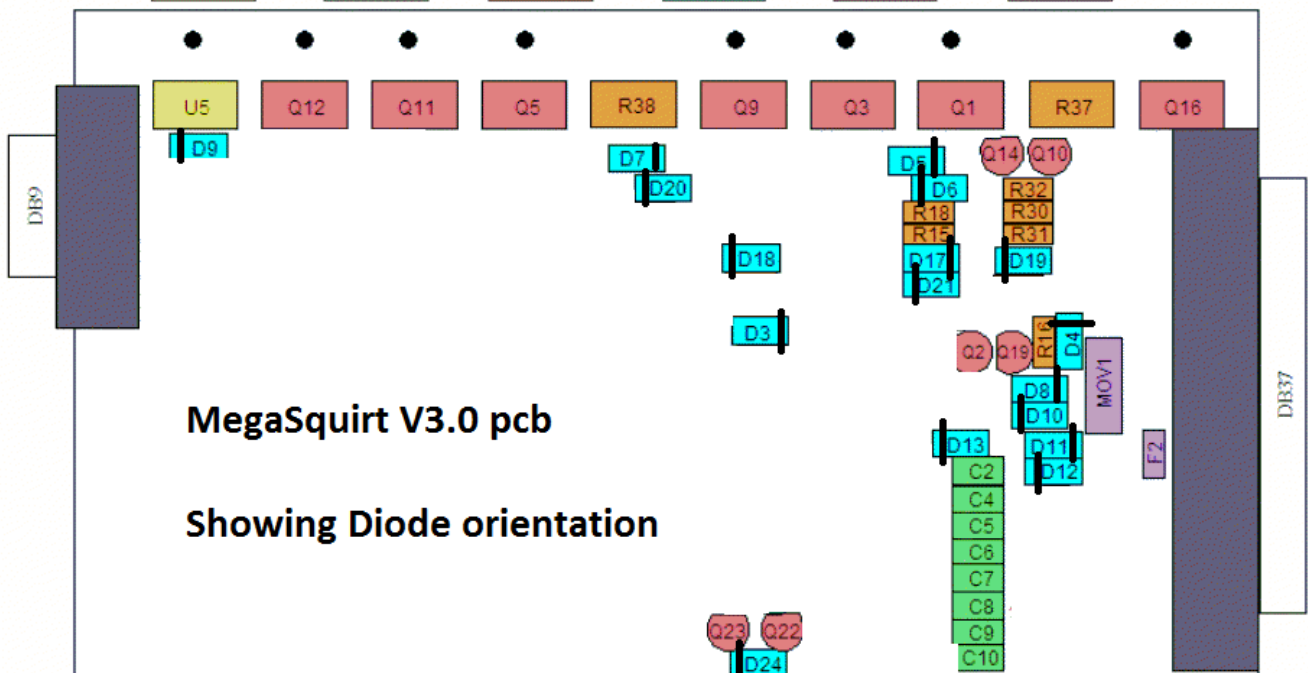 U5 Q12 Q11 Q5 R38 Q9 Q3 Q1 R37 Q16
D9 D7 D5 Q14 Q10
D20 D6 R32
DB9 R18 R30
R15 R31
D18 D17 D19
D21
D3 R16 D4
Q2 Q19
MOV1
D8
DB37
MegaSquirt V3.0 pcb D10
D13 D11 F2
C2 D12
C4
Showing Diode orientation C5
C6
C7
C8
Q23 Q22 C9
D24 C10